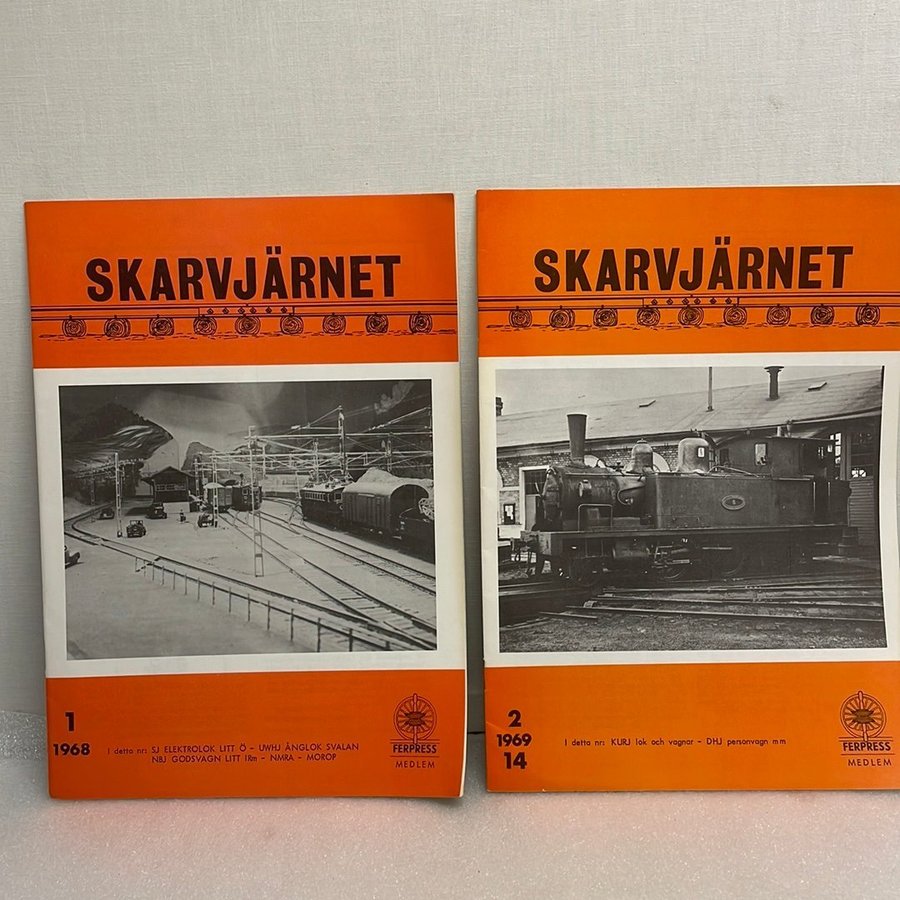 SKARVJÄRNET
1
1968
I detta nr: SJ ELEKTROLOK LITT Ö - UWHJ ÅNGLOK SVALAN
NBJ GODSVAGN LITT IRm - NMRA - MOROP
FERPRESS
MEDLEM
SKARVJÄRNET
2
1969
14
I detta nr: KURJ lok och vagnar - DHJ personvagn m m
FERPRESS
MEDLEM